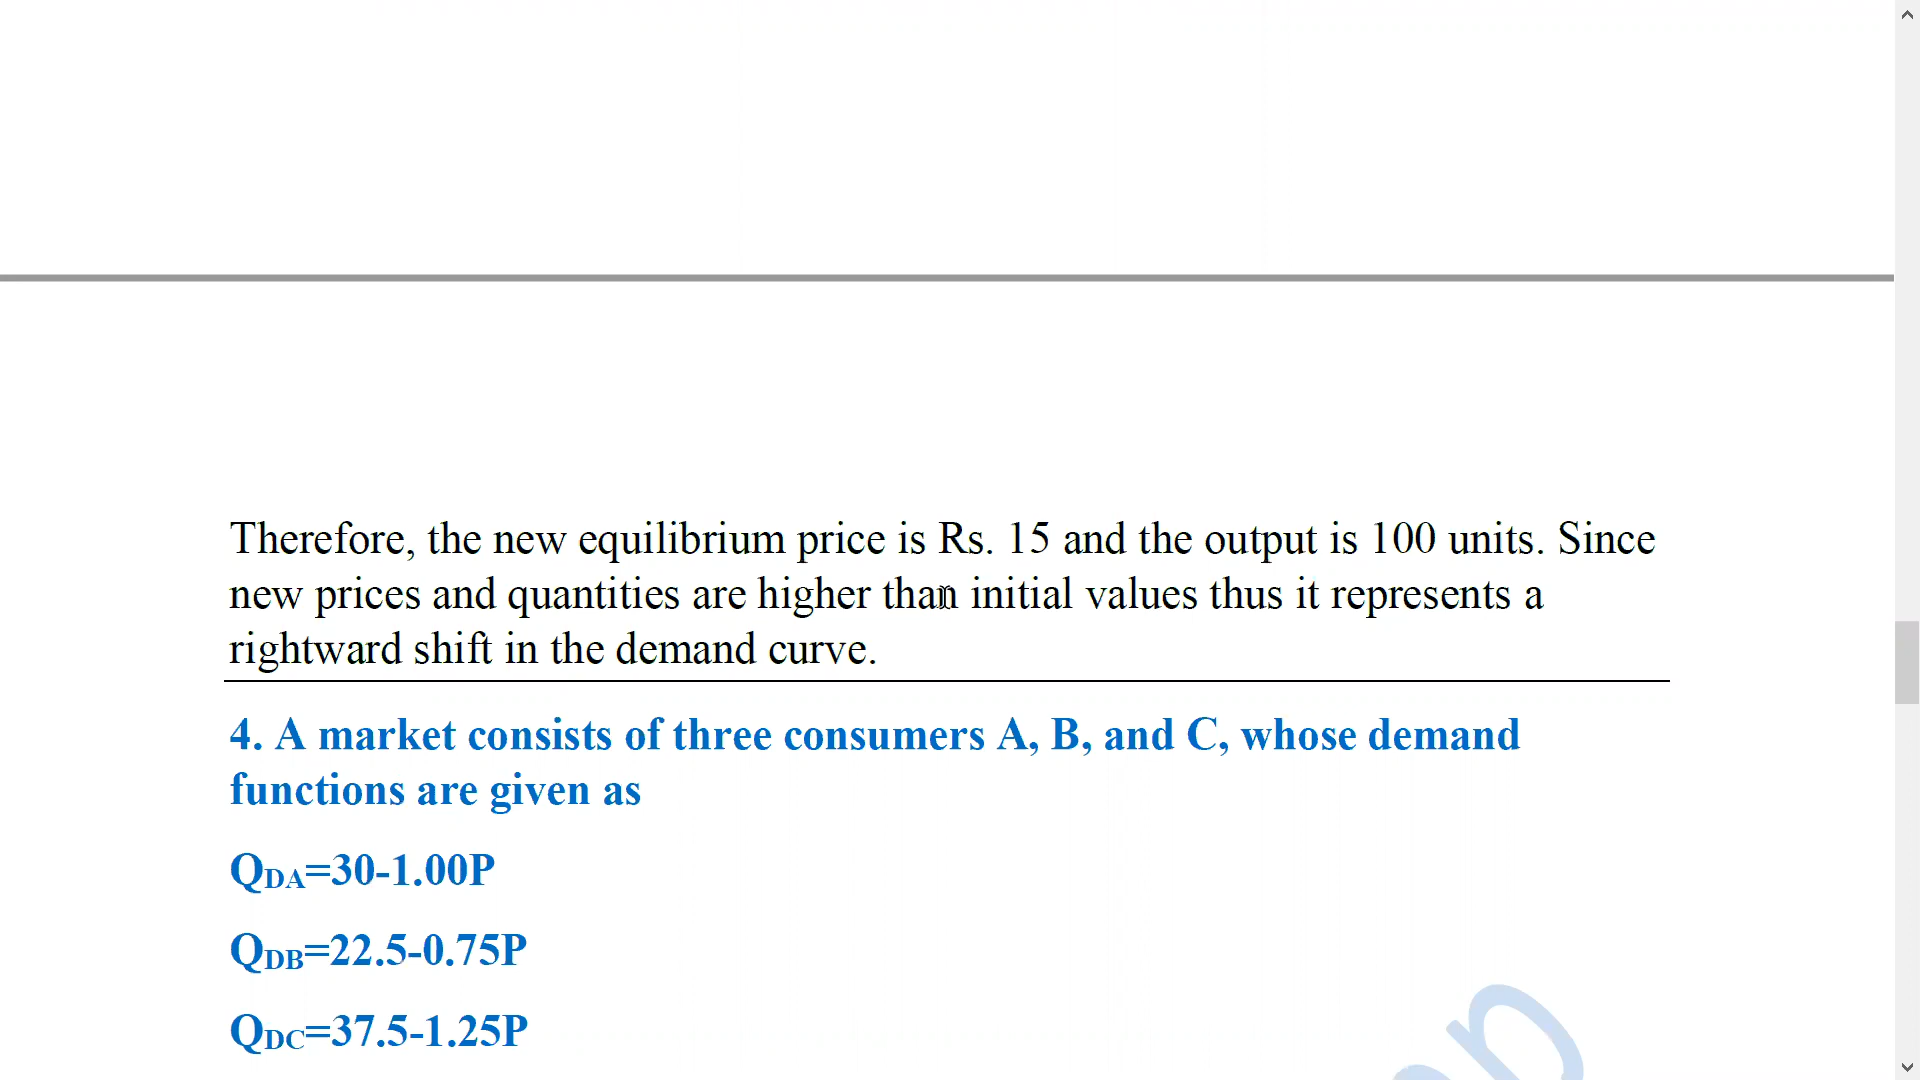 Therefore, the new equilibrium price is Rs. 15 and the output is 100 units. Since
new prices and quantities are higher than initial values thus it represents a
rightward shift in the demand curve.
4. A market consists of three consumers A, B, and C, whose demand
functions are given as
QDA=30-1.00P
QDB=22.5-0.75P
QDC=37.5-1.25P